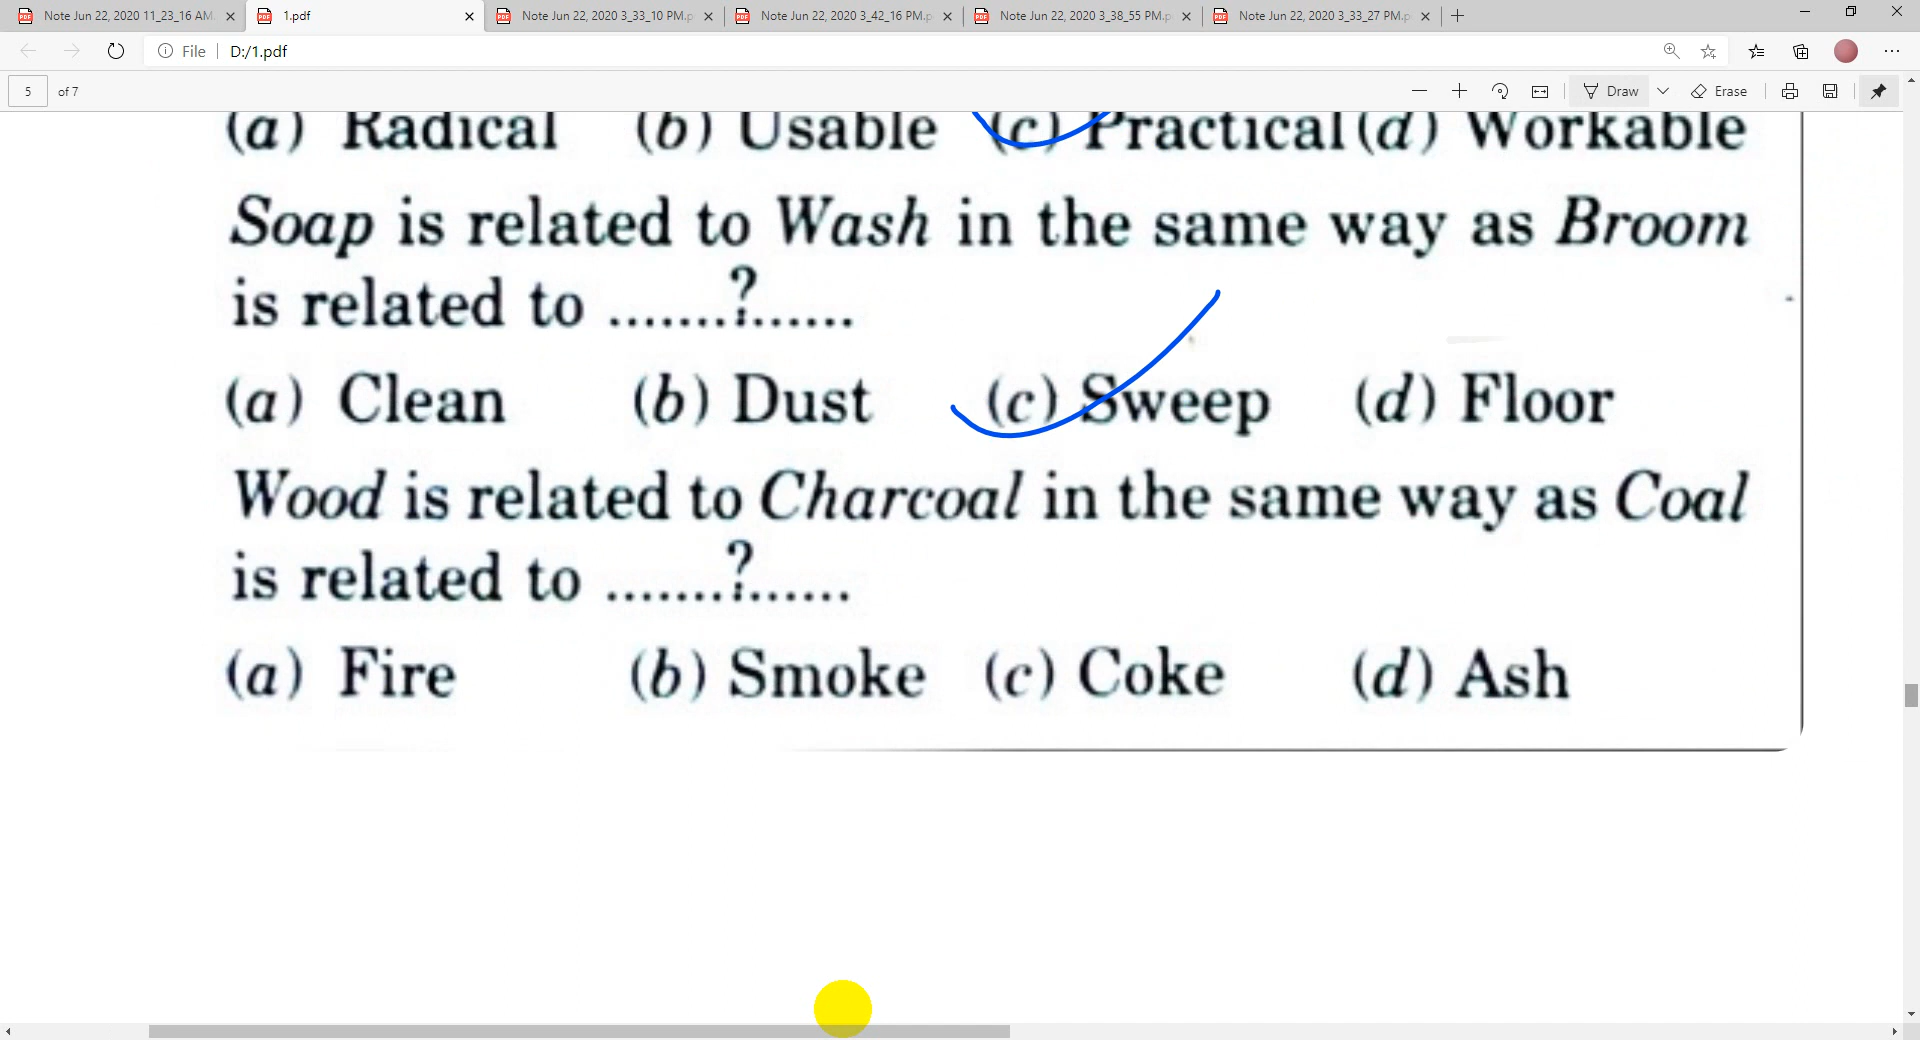 Note Jun 22, 2020 11_23_16 AM.
1.pdf
Note Jun 22, 2020 3_33_10 PM.p
Note Jun 22, 2020 3_42_16 PM.p
Note Jun 22, 2020 3_38_55 PM.p
Note Jun 22, 2020 3_33_27 PM.p
File D:/1.pdf
5 of 7
Draw
Erase
(a) Radical (b) Usable (c) Practical (d) Workable
Soap is related to Wash in the same way as Broom
is related to .......?......
(a) Clean (b) Dust (c) Sweep (d) Floor
Wood is related to Charcoal in the same way as Coal
is related to .......?......
(a) Fire (b) Smoke (c) Coke (d) Ash